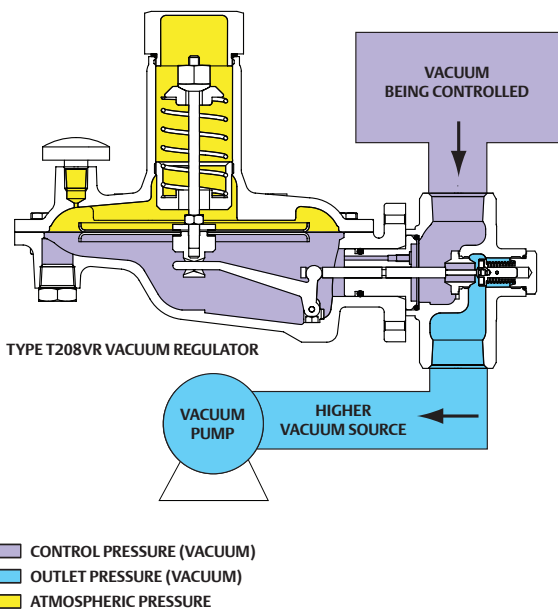 VACUUM
BEING CONTROLLED
TYPE T208VR VACUUM REGULATOR
VACUUM
PUMP
HIGHER
VACUUM SOURCE
CONTROL PRESSURE (VACUUM)
OUTLET PRESSURE (VACUUM)
ATMOSPHERIC PRESSURE